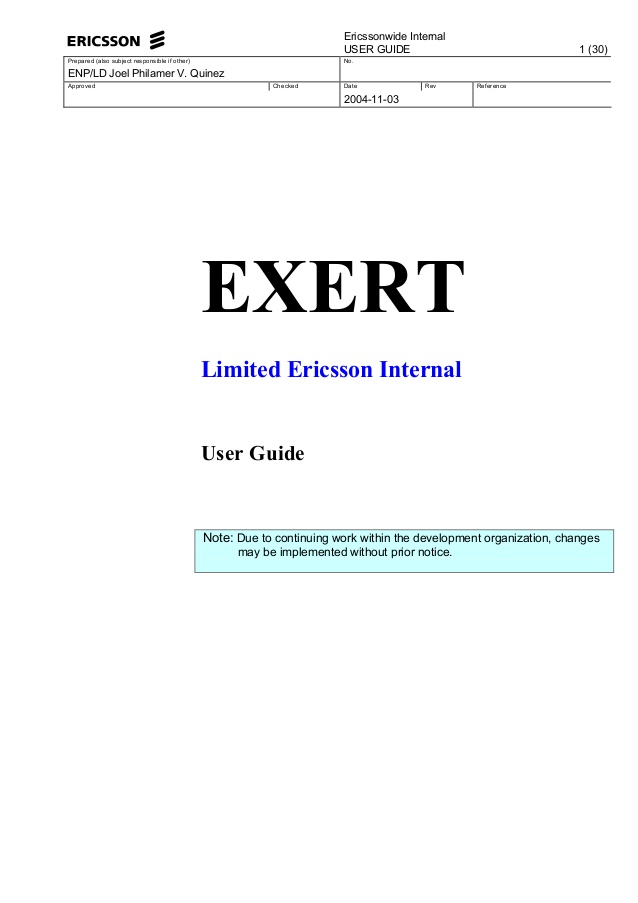 ERICSSON
Ericssonwide Internal
USER GUIDE 1 (30)
Prepared (also subject responsible if other) No.
ENP/LD Joel Philamer V. Quinez
Approved Checked Date Rev Reference
2004-11-03
EXERT
Limited Ericsson Internal
User Guide
Note: Due to continuing work within the development organization, changes
may be implemented without prior notice.